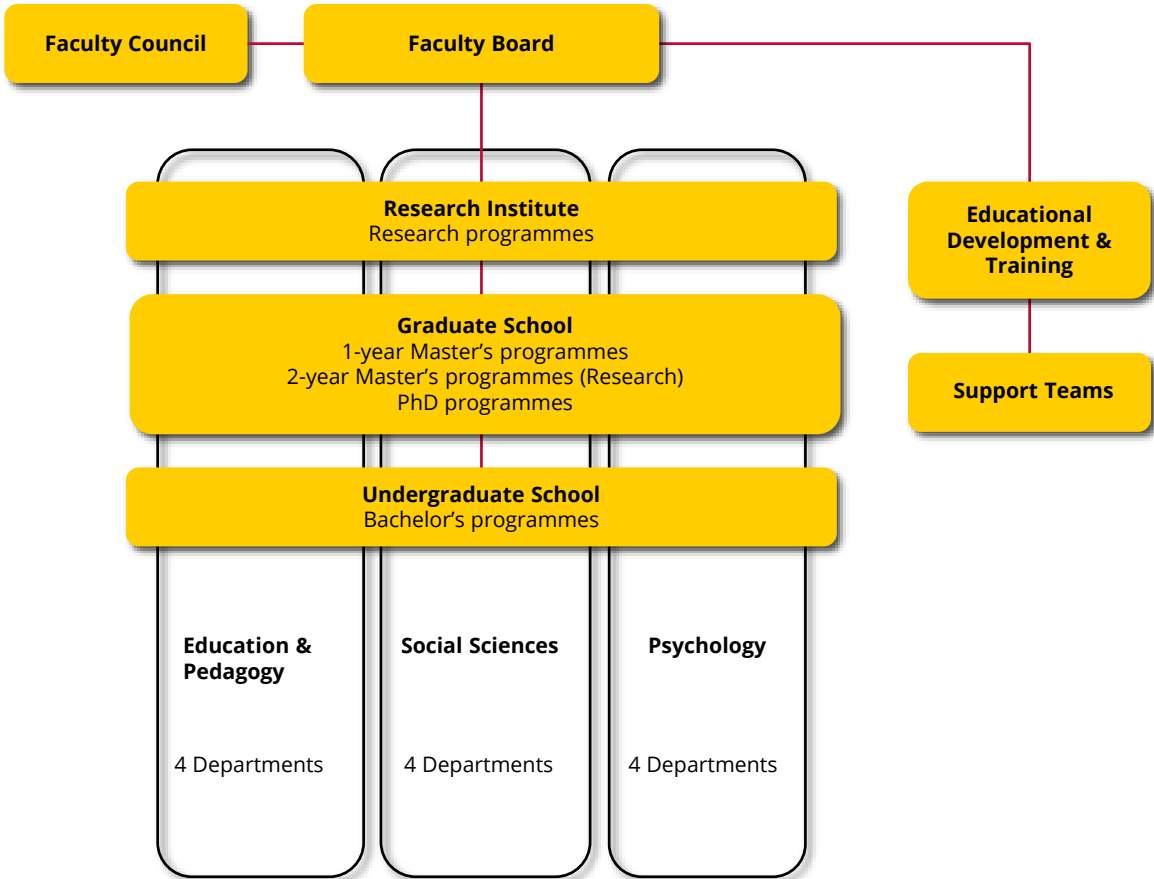 Faculty Council
Faculty Board
Research Institute
Research programmes
Educational
Development &
Training
Graduate School
1-year Master's programmes
2-year Master's programmes (Research)
PhD programmes
Support Teams
Undergraduate School
Bachelor's programmes
Education &
Pedagogy
Social Sciences
Psychology
4 Departments
4 Departments
4 Departments